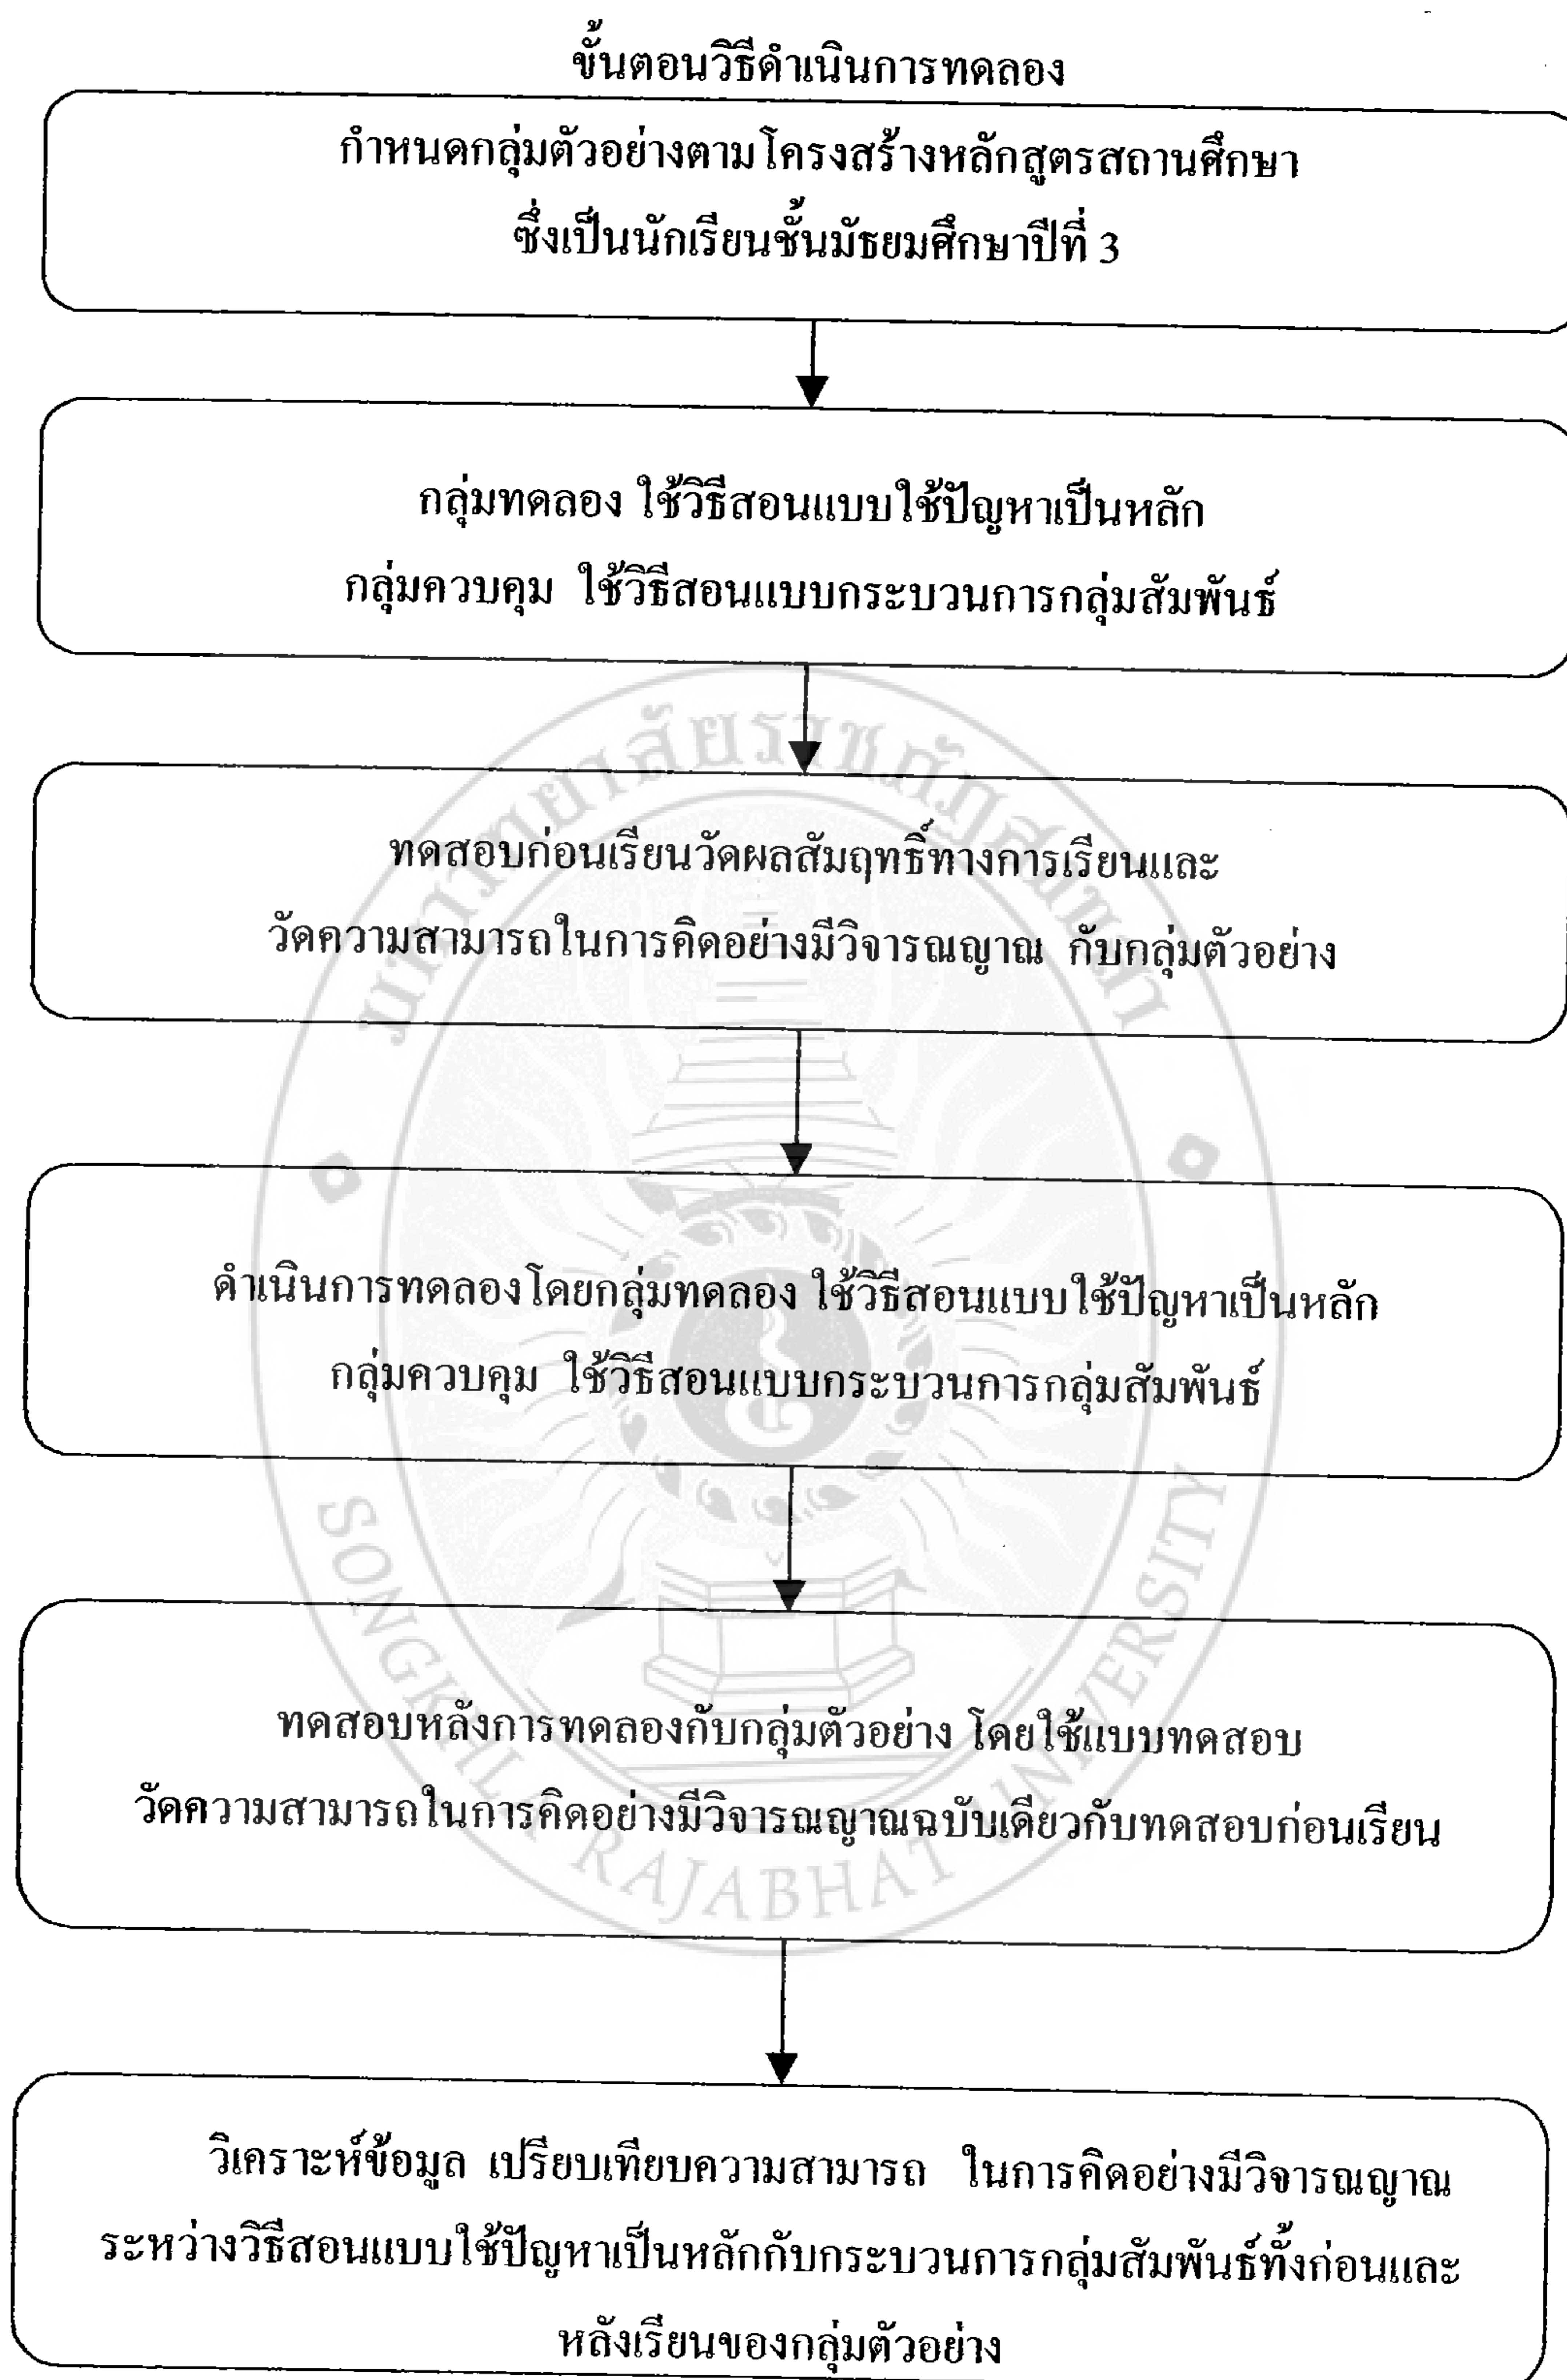 ขั้นตอนวิธีดำเนินการทดลอง
กำหนดกลุ่มตัวอย่างตามโครงสร้างหลักสูตรสถานศึกษา
ซึ่งเป็นนักเรียนชั้นมัธยมศึกษาปีที่ 3
กลุ่มทดลอง ใช้วิธีสอนแบบใช้ปัญหาเป็นหลัก
กลุ่มควบคุม ใช้วิธีสอนแบบกระบวนการกลุ่มสัมพันธ์
มหาวิทยาลัยราชภัฏสงขลา
ทดสอบก่อนเรียนวัดผลสัมฤทธิ์ทางการเรียนและ
วัดความสามารถในการคิดอย่างมีวิจารณญาณ กับกลุ่มตัวอย่าง
ดำเนินการทดลองโดยกลุ่มทดลอง ใช้วิธีสอนแบบใช้ปัญหาเป็นหลัก
กลุ่มควบคุม ใช้วิธีสอนแบบกระบวนการกลุ่มสัมพันธ์
ทดสอบหลังการทดลองกับกลุ่มตัวอย่าง โดยใช้แบบทดสอบ
วัดความสามารถในการคิดอย่างมีวิจารณญาณฉบับเดียวกับทดสอบก่อนเรียน
SONGKHLA RAJABHAT UNIVERSITY
วิเคราะห์ข้อมูล เปรียบเทียบความสามารถ ในการคิดอย่างมีวิจารณญาณ
ระหว่างวิธีสอนแบบใช้ปัญหาเป็นหลักกับกระบวนการกลุ่มสัมพันธ์ทั้งก่อนและ
หลังเรียนของกลุ่มตัวอย่าง